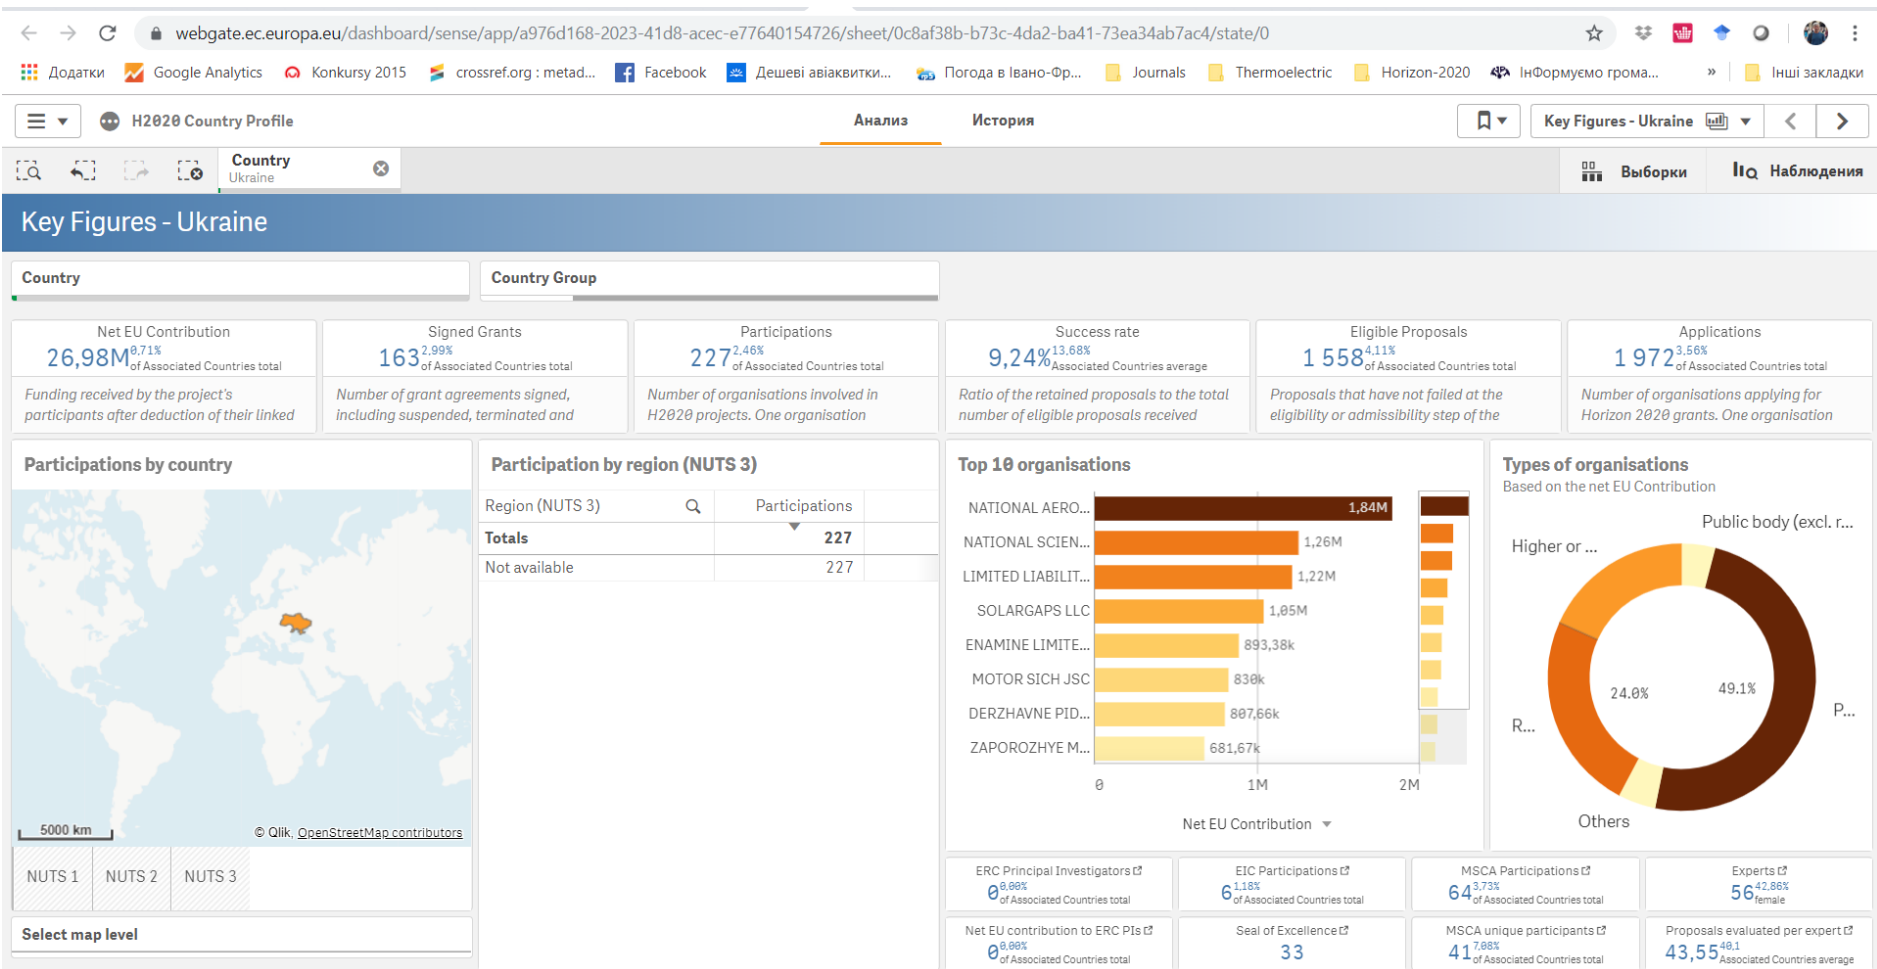 webgate.ec.europa.eu/dashboard/sense/app/a976d168-2023-41d8-acec-e77640154726/sheet/0c8af38b-b73c-4da2-ba41-73ea34ab7ac4/state/0
Додатки Google Analytics Konkursy 2015 crossref.org : metad... Facebook Дешеві авіаквитки... Погода в Івано-Фр... Journals Thermoelectric Horizon-2020 ІнФормуємо грома... » Інші закладки
H2020 Country Profile Анализ История Key Figures - Ukraine
Country
Ukraine
Выборки Наблюдения
Key Figures - Ukraine
Country Country Group
Net EU Contribution
26,98M 0,71% of Associated Countries total
Funding received by the project's
participants after deduction of their linked
Signed Grants
163 2,99% of Associated Countries total
Number of grant agreements signed,
including suspended, terminated and
Participations
227 2,46% of Associated Countries total
Number of organisations involved in
H2020 projects. One organisation
Success rate
9,24% 13,68% Associated Countries average
Ratio of the retained proposals to the total
number of eligible proposals received
Eligible Proposals
1 558 4,11% of Associated Countries total
Proposals that have not failed at the
eligibility or admissibility step of the
Applications
1 972 3,56% of Associated Countries total
Number of organisations applying for
Horizon 2020 grants. One organisation
Participations by country
5000 km
© Qlik, OpenStreetMap contributors
NUTS 1 NUTS 2 NUTS 3
Select map level
Participation by region (NUTS 3)
Region (NUTS 3) Participations
Totals 227
Not available 227
Top 10 organisations
NATIONAL AERO... 1,84M
NATIONAL SCIEN... 1,26M
LIMITED LIABILIT... 1,22M
SOLARGAPS LLC 1,05M
ENAMINE LIMITE... 893,38k
MOTOR SICH JSC 830k
DERZHAVNE PID... 807,66k
ZAPOROZHYE M... 681,67k
0 1M 2M
Net EU Contribution
Types of organisations
Based on the net EU Contribution
Public body (excl. r...
Higher or ...
24.0% 49.1%
P...
R...
Others
ERC Principal Investigators
0 0,00% of Associated Countries total
EIC Participations
6 1,18% of Associated Countries total
MSCA Participations
64 3,73% of Associated Countries total
Experts
56 42,86% female
Net EU contribution to ERC PIs
0 0,00% of Associated Countries total
Seal of Excellence
33
MSCA unique participants
41 7,08% of Associated Countries total
Proposals evaluated per expert
43,55 40,1 Associated Countries average